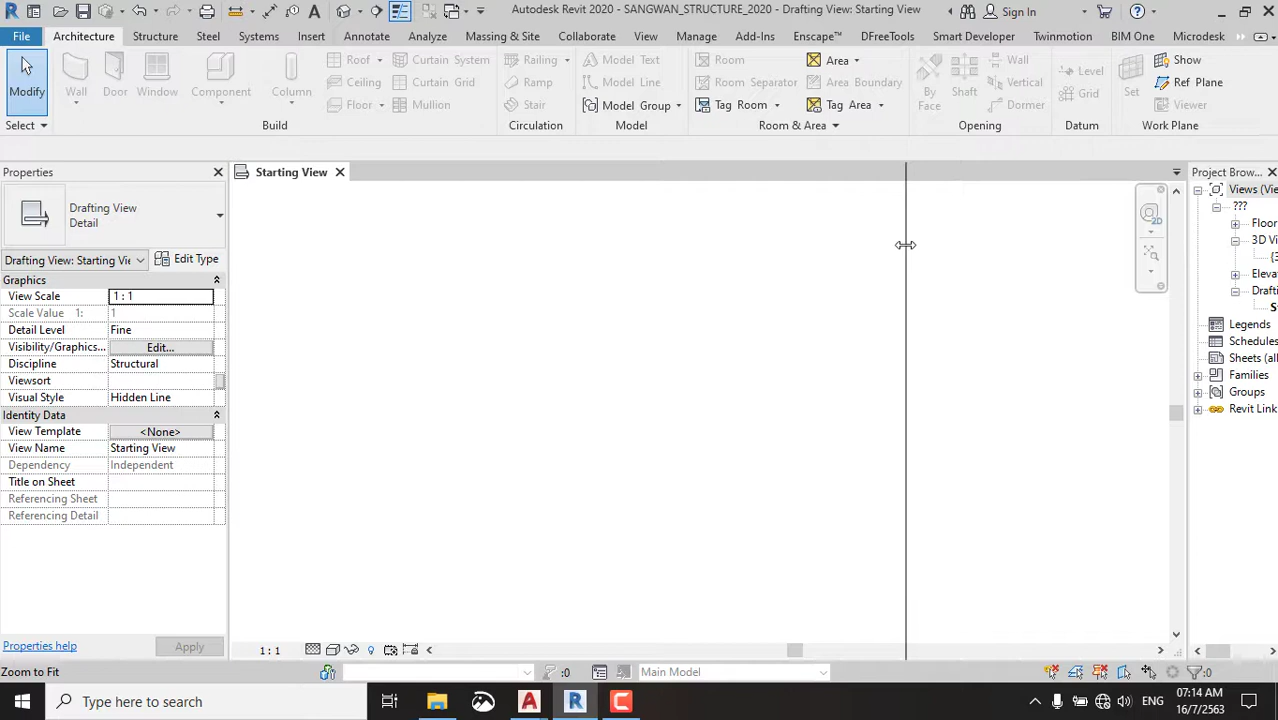 Autodesk Revit 2020 - SANGWAN_STRUCTURE_2020 - Drafting View: Starting View
Sign In
File Architecture Structure Steel Systems Insert Annotate Analyze Massing & Site Collaborate View Manage Add-Ins Enscape™ DFreeTools Smart Developer Twinmotion BIM One Microdesk
Modify Wall Door Window Component Column Roof Curtain System Railing Model Text Room Area By Face Shaft Wall Level Set Show
Ceiling Curtain Grid Ramp Model Line Room Separator Area Boundary Vertical Grid Ref Plane
Floor Mullion Stair Model Group Tag Room Tag Area Dormer Viewer
Select Build Circulation Model Room & Area Opening Datum Work Plane
Properties
Starting View
Project Brow...
Drafting View
Detail
Drafting View: Starting Vie
Edit Type
Graphics
View Scale 1 : 1
Scale Value 1: 1
Detail Level Fine
Visibility/Graphics... Edit...
Discipline Structural
Viewsort
Visual Style Hidden Line
Identity Data
View Template <None>
View Name Starting View
Dependency Independent
Title on Sheet
Referencing Sheet
Referencing Detail
Properties help
Apply
2D
Views (Vie
???
Floor
3D Vi
{3
Eleva
Drafti
S
Legends
Schedules
Sheets (all
Families
Groups
Revit Link
1 : 1
Zoom to Fit
:0
Main Model
:0
Type here to search
ENG
07:14 AM
16/7/2563